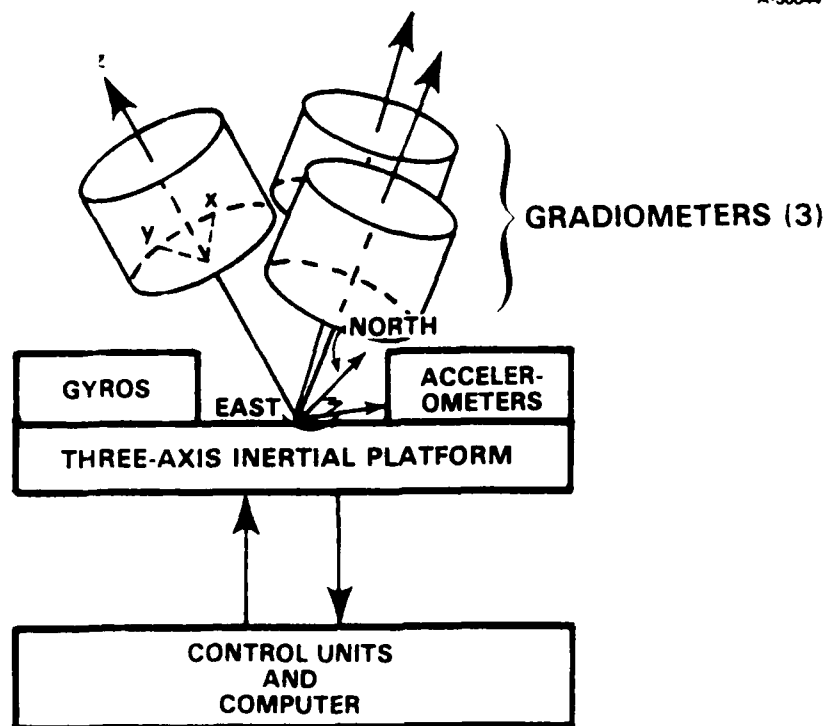 z
x
y
GRADIOMETERS (3)
NORTH
GYROS
EAST
ACCELER-
OMETERS
THREE-AXIS INERTIAL PLATFORM
CONTROL UNITS
AND
COMPUTER